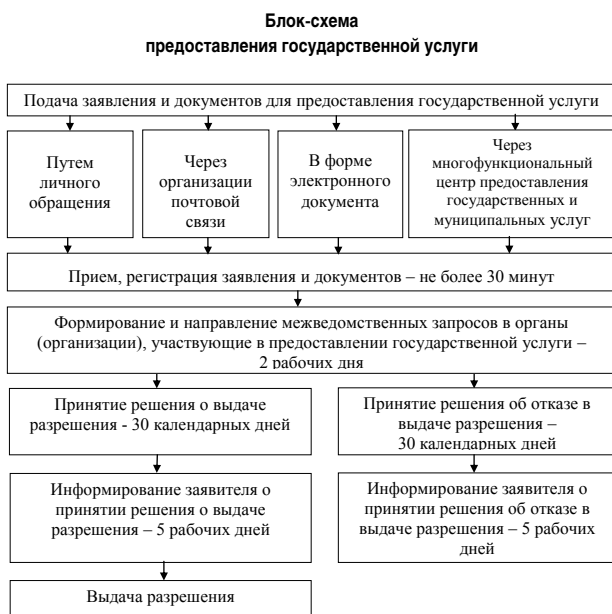 Блок-схема
предоставления государственной услуги
Подача заявления и документов для предоставления государственной услуги
Путем
личного
обращения
Через
организации
почтовой
связи
В форме
электронного
документа
Через
многофункциональный
центр предоставления
государственных и
муниципальных услуг
Прием, регистрация заявления и документов – не более 30 минут
Формирование и направление межведомственных запросов в органы
(организации), участвующие в предоставлении государственной услуги –
2 рабочих дня
Принятие решения о выдаче
разрешения - 30 календарных дней
Принятие решения об отказе в
выдаче разрешения –
30 календарных дней
Информирование заявителя о
принятии решения о выдаче
разрешения – 5 рабочих дней
Информирование заявителя о
принятии решения об отказе в
выдаче разрешения – 5 рабочих
дней
Выдача разрешения